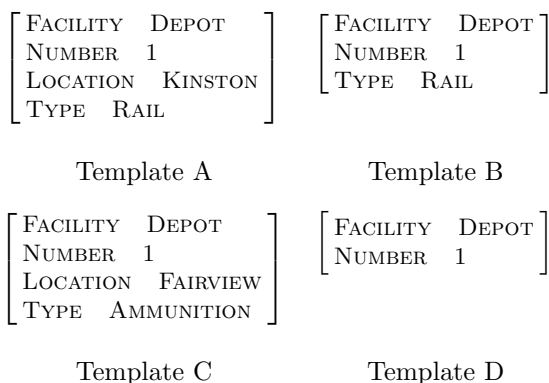 Facility Depot
Number 1
Location Kinston
Type Rail
Template A
Facility Depot
Number 1
Type Rail
Template B
Facility Depot
Number 1
Location Fairview
Type Ammunition
Template C
Facility Depot
Number 1
Template D